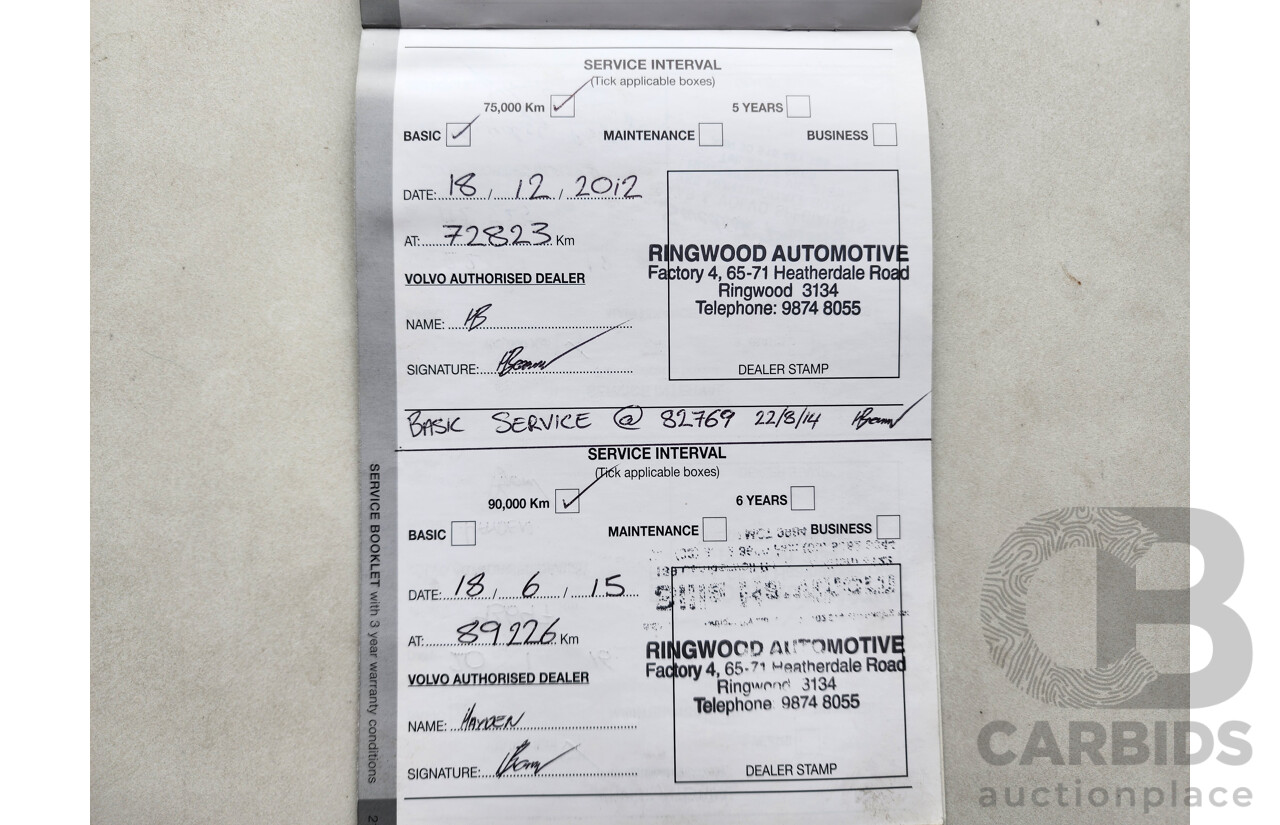 SERVICE INTERVAL
(Tick applicable boxes)
75,000 Km 5 YEARS
BASIC MAINTENANCE BUSINESS
DATE: 18 / 12 / 2012
AT: 72823 Km
VOLVO AUTHORISED DEALER
NAME: HB
SIGNATURE:
RINGWOOD AUTOMOTIVE
Factory 4, 65-71 Heatherdale Road
Ringwood 3134
Telephone: 9874 8055
DEALER STAMP
BASIC SERVICE @ 82769 22/8/14
SERVICE INTERVAL
(Tick applicable boxes)
90,000 Km 6 YEARS
BASIC MAINTENANCE BUSINESS
DATE: 18 / 6 / 15
AT: 89226 Km
VOLVO AUTHORISED DEALER
NAME: HAYDEN
SIGNATURE:
RINGWOOD AUTOMOTIVE
Factory 4, 65-71 Heatherdale Road
Ringwood 3134
Telephone 9874 8055
DEALER STAMP
SERVICE BOOKLET with 3 year warranty conditions
2
CB
CARBIDS
auctionplace